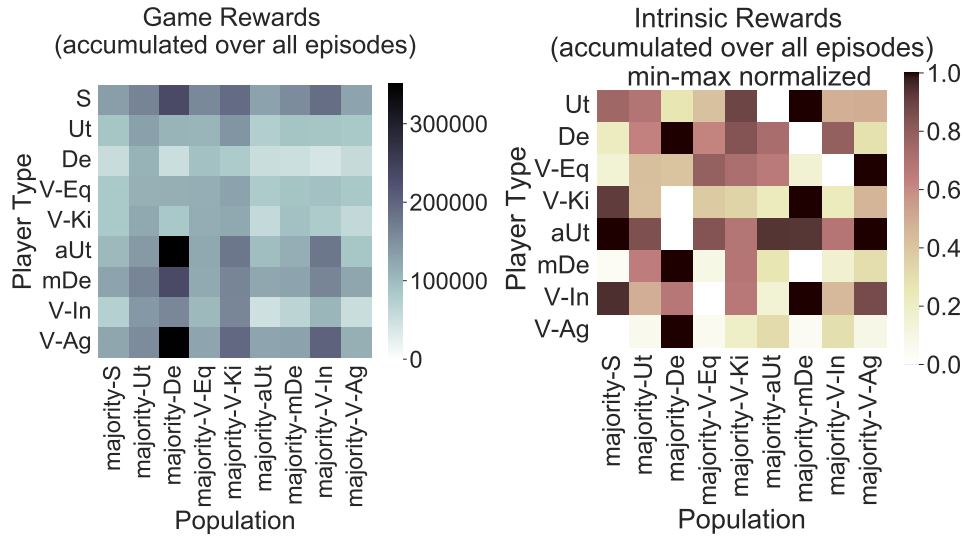 Game Rewards
(accumulated over all episodes)
Player Type
S
Ut
De
V-Eq
V-Ki
aUt
mDe
V-In
V-Ag
majority-S
majority-Ut
majority-De
majority-V-Eq
majority-V-Ki
majority-aUt
majority-mDe
majority-V-In
majority-V-Ag
Population
300000
200000
100000
0
Intrinsic Rewards
(accumulated over all episodes)
min-max normalized
Player Type
Ut
De
V-Eq
V-Ki
aUt
mDe
V-In
V-Ag
majority-S
majority-Ut
majority-De
majority-V-Eq
majority-V-Ki
majority-aUt
majority-mDe
majority-V-In
majority-V-Ag
Population
1.0
0.8
0.6
0.4
0.2
0.0